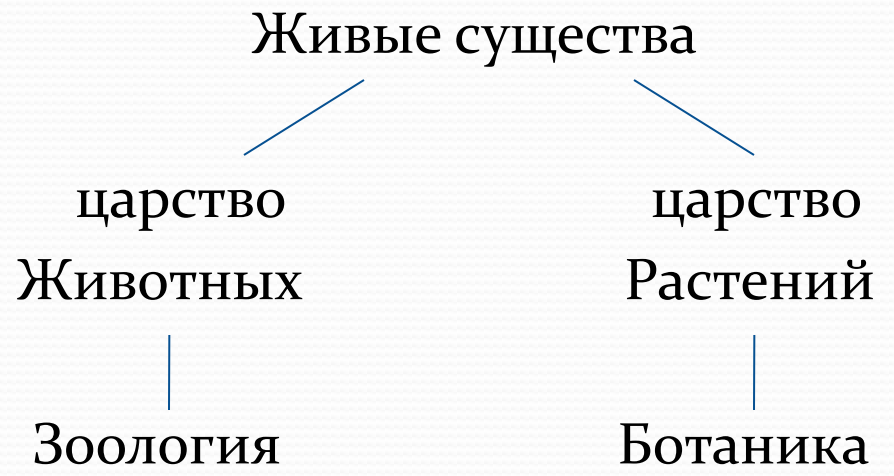 Живые существа
царство
Животных
царство
Растений
Зоология
Ботаника